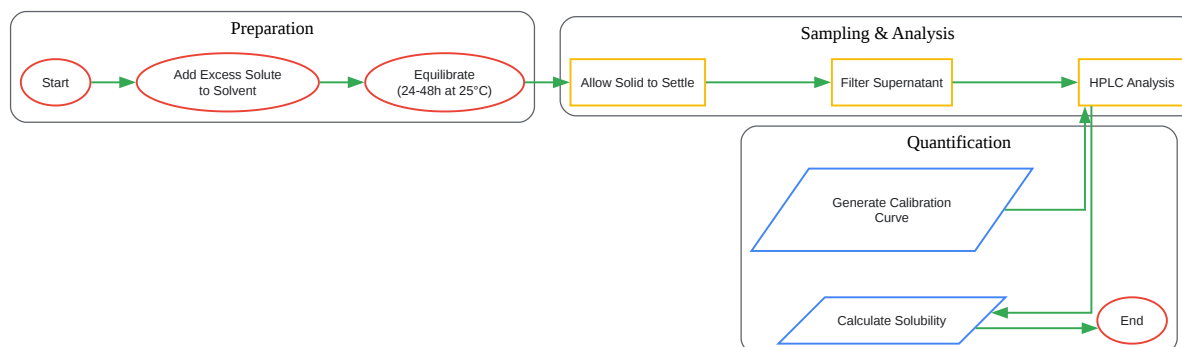 Preparation
Start
Add Excess Solute
to Solvent
Equilibrate
(24-48h at 25°C)
Sampling & Analysis
Allow Solid to Settle
Filter Supernatant
HPLC Analysis
Quantification
Generate Calibration
Curve
Calculate Solubility
End